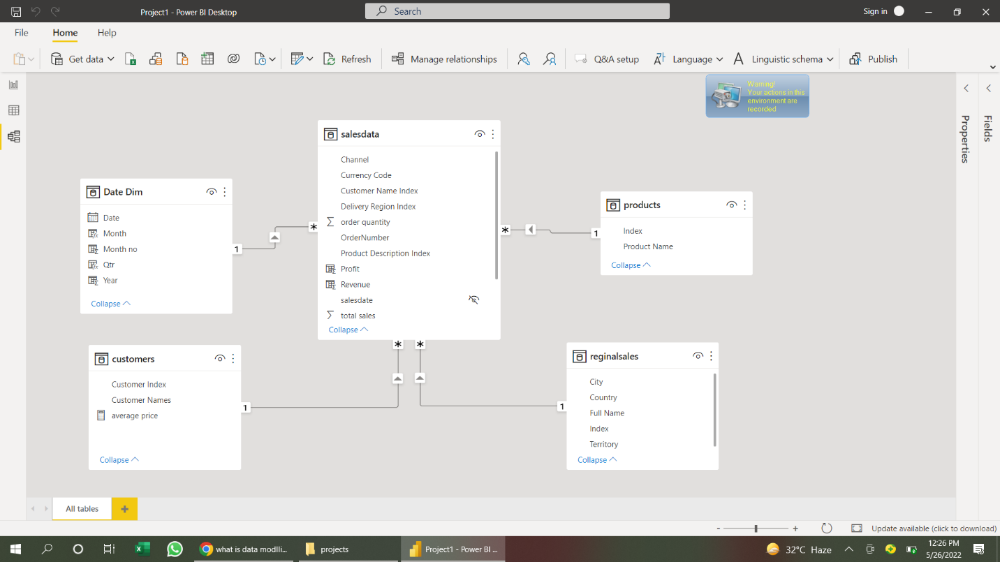 Project1 - Power BI Desktop
Search
Sign in
File
Home
Help
Get data
Refresh
Manage relationships
Q&A setup
Language
Linguistic schema
Publish
Warning!
Your actions in this
environment are
recorded
Properties
Fields
salesdata
Channel
Currency Code
Customer Name Index
Delivery Region Index
order quantity
OrderNumber
Product Description Index
Profit
Revenue
salesdate
total sales
Collapse
Date Dim
Date
Month
Month no
Qtr
Year
Collapse
products
Index
Product Name
Collapse
1
*
*
1
customers
Customer Index
Customer Names
average price
Collapse
reginalsales
City
Country
Full Name
Index
Territory
Collapse
*
*
1
1
All tables
+
- +
Update available (click to download)
what is data modlli...
projects
Project1 - Power BI ...
32°C Haze
12:26 PM
5/26/2022